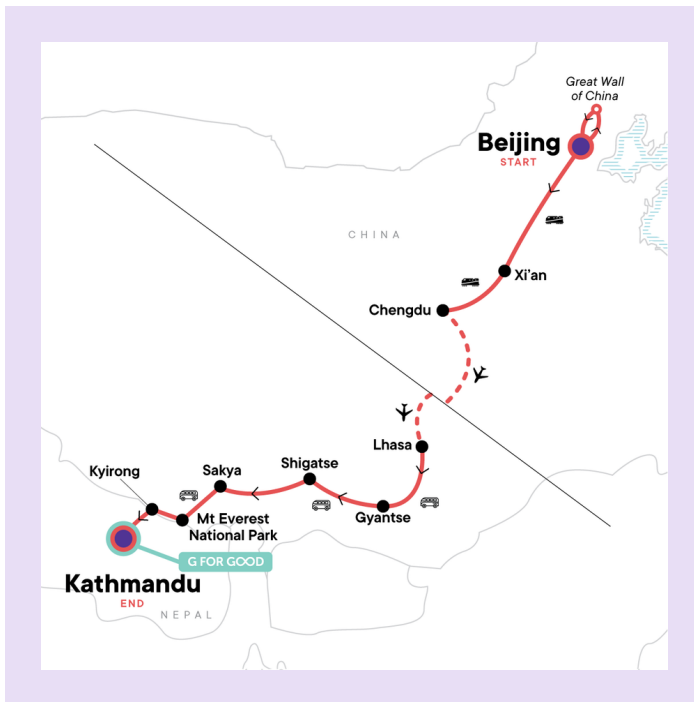 Great Wall
of China
Beijing
START
CHINA
Xi'an
Chengdu
Lhasa
Shigatse
Sakya
Kyirong
Gyantse
Mt Everest
National Park
G FOR GOOD
Kathmandu
END
NEPAL